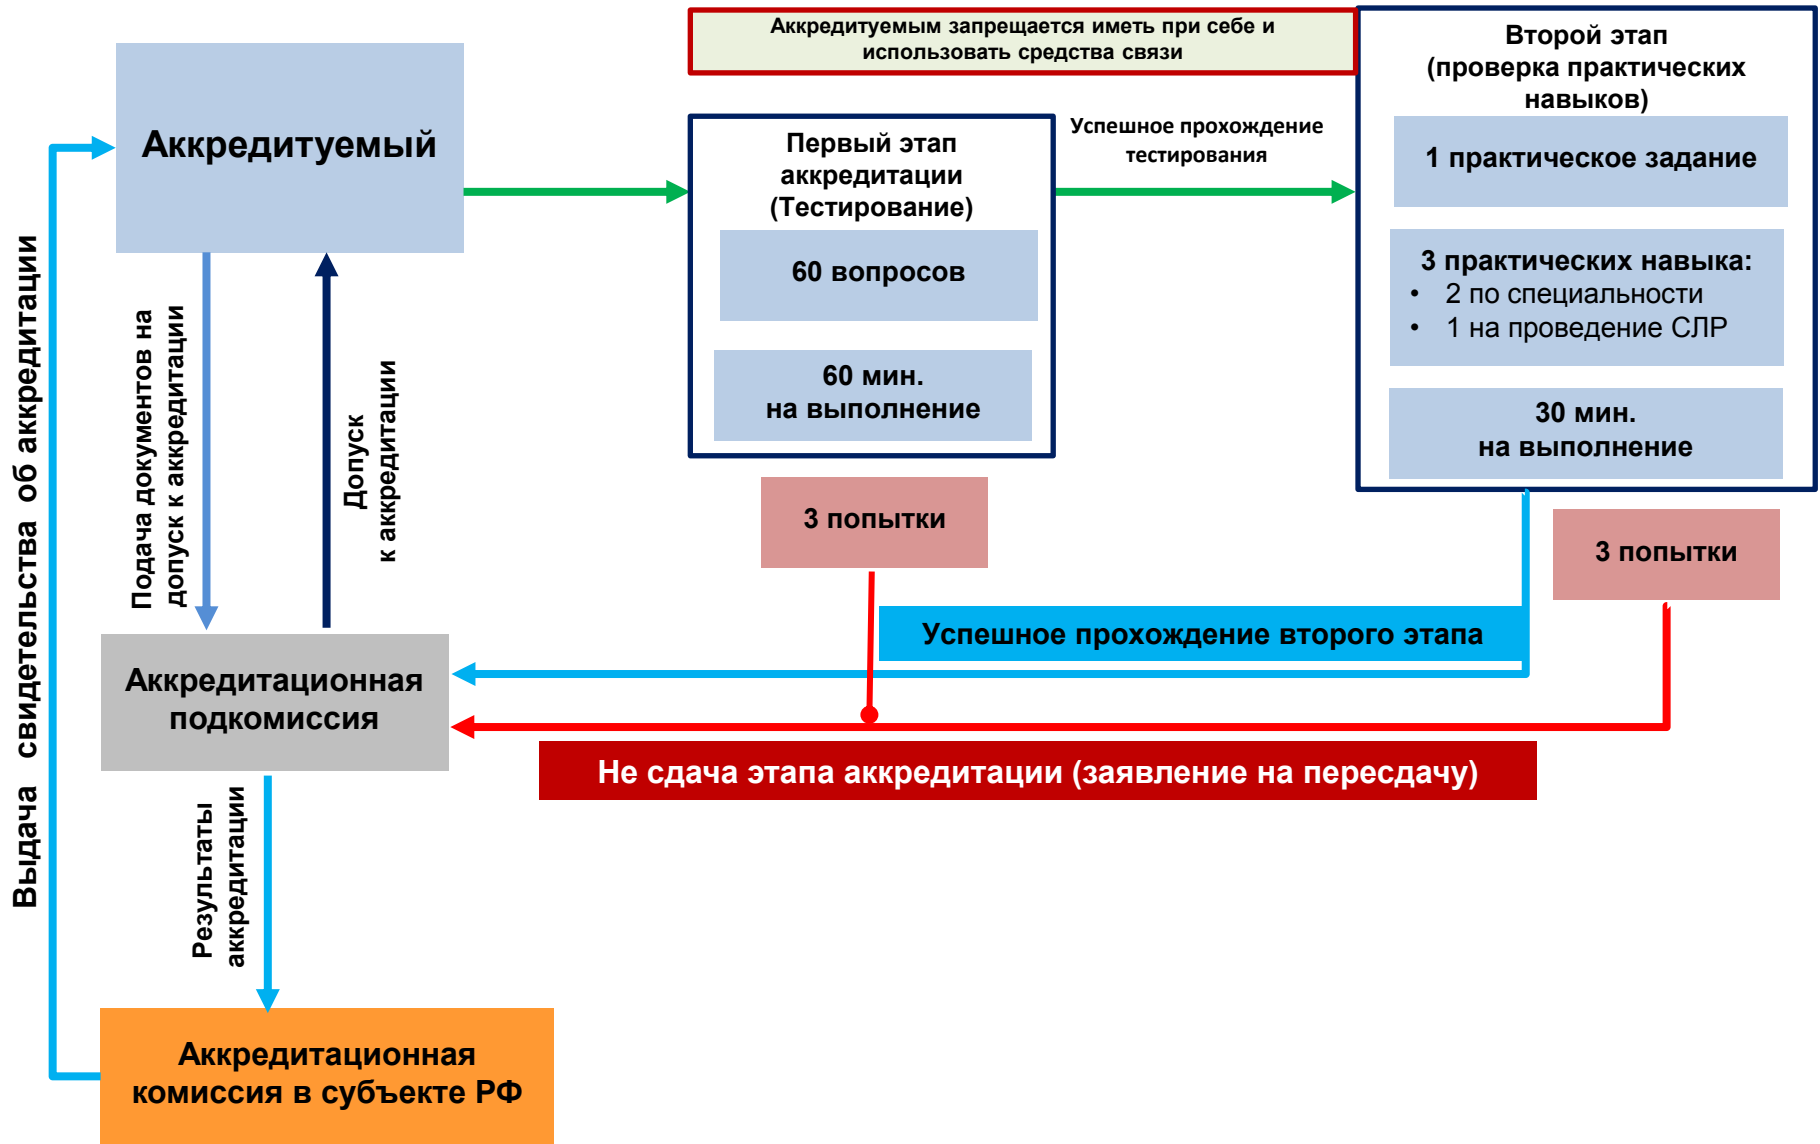 Аккредитуемым запрещается иметь при себе и
использовать средства связи
Аккредитуемый
Первый этап
аккредитации
(Тестирование)
60 вопросов
60 мин.
на выполнение
3 попытки
Успешное прохождение
тестирования
Второй этап
(проверка практических
навыков)
1 практическое задание
3 практических навыка:
• 2 по специальности
• 1 на проведение СЛР
30 мин.
на выполнение
3 попытки
Выдача свидетельства об аккредитации
Подача документов на
допуск к аккредитации
Допуск
к аккредитации
Успешное прохождение второго этапа
Аккредитационная
подкомиссия
Не сдача этапа аккредитации (заявление на пересдачу)
Результаты
аккредитации
Аккредитационная
комиссия в субъекте РФ